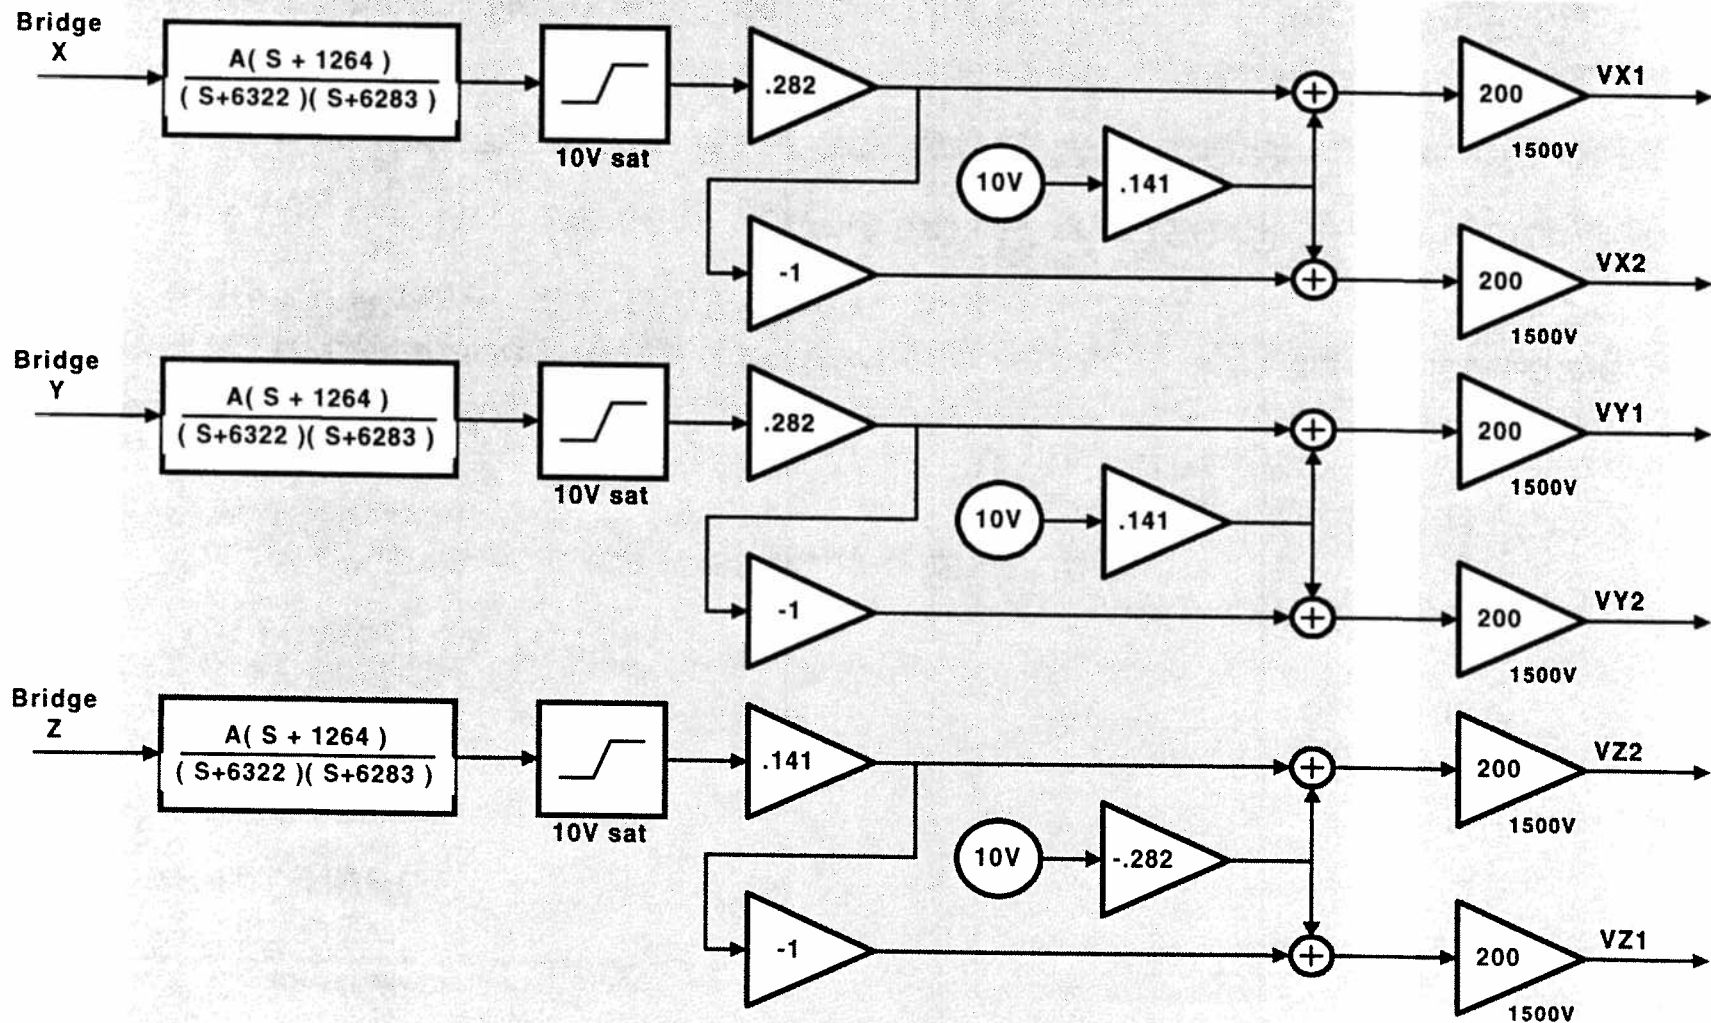 Bridge
X
A( S + 1264 )
( S+6322 )( S+6283 )
10V sat
.282
10V
.141
-1
200
1500V
VX1
200
1500V
VX2
Bridge
Y
A( S + 1264 )
( S+6322 )( S+6283 )
10V sat
.282
10V
.141
-1
200
1500V
VY1
200
1500V
VY2
Bridge
Z
A( S + 1264 )
( S+6322 )( S+6283 )
10V sat
.141
10V
-.282
-1
200
1500V
VZ2
200
1500V
VZ1